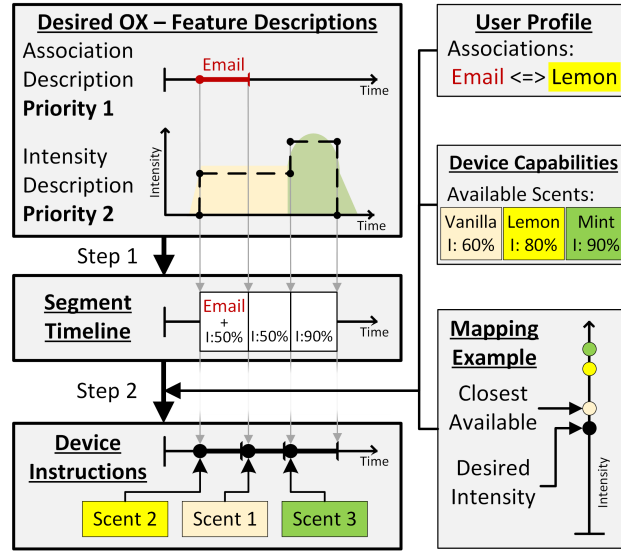 Desired OX – Feature Descriptions
Association
Description
Priority 1
Email
Time
Intensity
Description
Priority 2
Intensity
Time
Step 1
Segment
Timeline
Email
+
I:50%
I:50%
I:90%
Time
Step 2
Device
Instructions
Time
Scent 2
Scent 1
Scent 3
User Profile
Associations:
Email <=> Lemon
Device Capabilities
Available Scents:
Vanilla
I: 60%
Lemon
I: 80%
Mint
I: 90%
Mapping
Example
Closest
Available
Desired
Intensity
Intensity